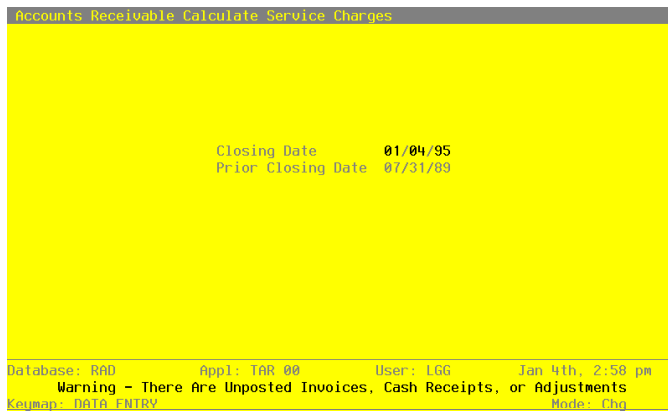 Accounts Receivable Calculate Service Charges
Closing Date 01/04/95
Prior Closing Date 07/31/89
Database: RAD Appl: TAR 00 User: LGG Jan 4th, 2:58 pm
Warning - There Are Unposted Invoices, Cash Receipts, or Adjustments
Keymap: DATA ENTRY Mode: Chg